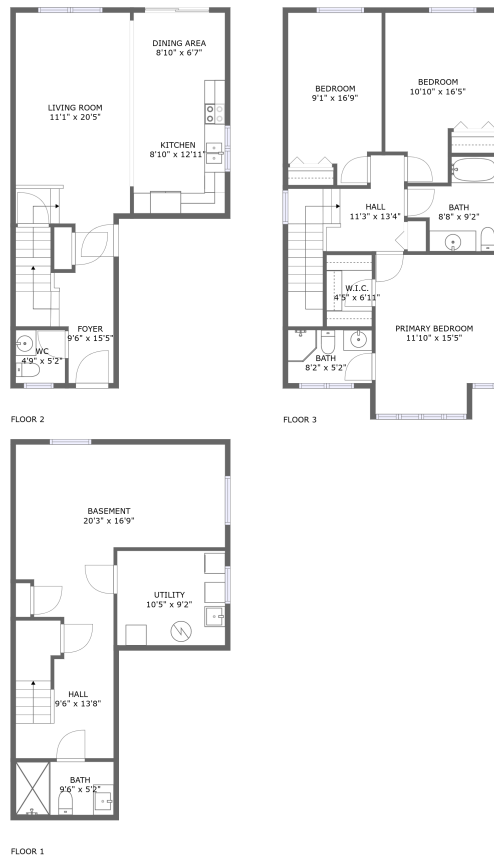 DINING AREA
8'10" x 6'7"
LIVING ROOM
11'1" x 20'5"
KITCHEN
8'10" x 12'11"
FOYER
9'6" x 15'5"
WC
4'9" x 5'2"
FLOOR 2
BEDROOM
9'1" x 16'9"
BEDROOM
10'10" x 16'5"
HALL
11'3" x 13'4"
BATH
8'8" x 9'2"
W.I.C.
4'5" x 6'11"
PRIMARY BEDROOM
11'10" x 15'5"
BATH
8'2" x 5'2"
FLOOR 3
BASEMENT
20'3" x 16'9"
UTILITY
10'5" x 9'2"
HALL
9'6" x 13'8"
BATH
9'6" x 5'2"
FLOOR 1